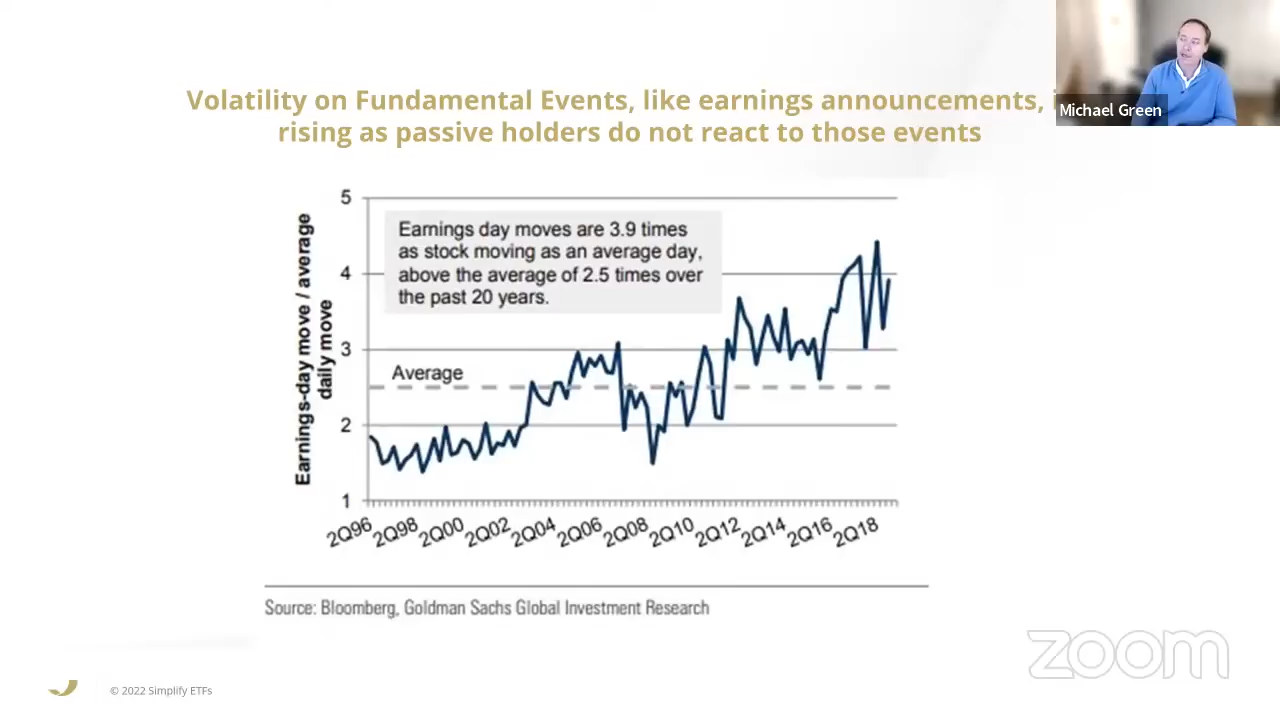 Volatility on Fundamental Events, like earnings announcements,
rising as passive holders do not react to those events
Michael Green
Earnings-day move / average
daily move
5
4
3
2
1
Earnings day moves are 3.9 times
as stock moving as an average day,
above the average of 2.5 times over
the past 20 years.
Average
2Q96 2Q98 2Q00 2Q02 2Q04 2Q06 2Q08 2Q10 2Q12 2Q14 2Q16 2Q18
Source: Bloomberg, Goldman Sachs Global Investment Research
zoom
© 2022 Simplify ETFs